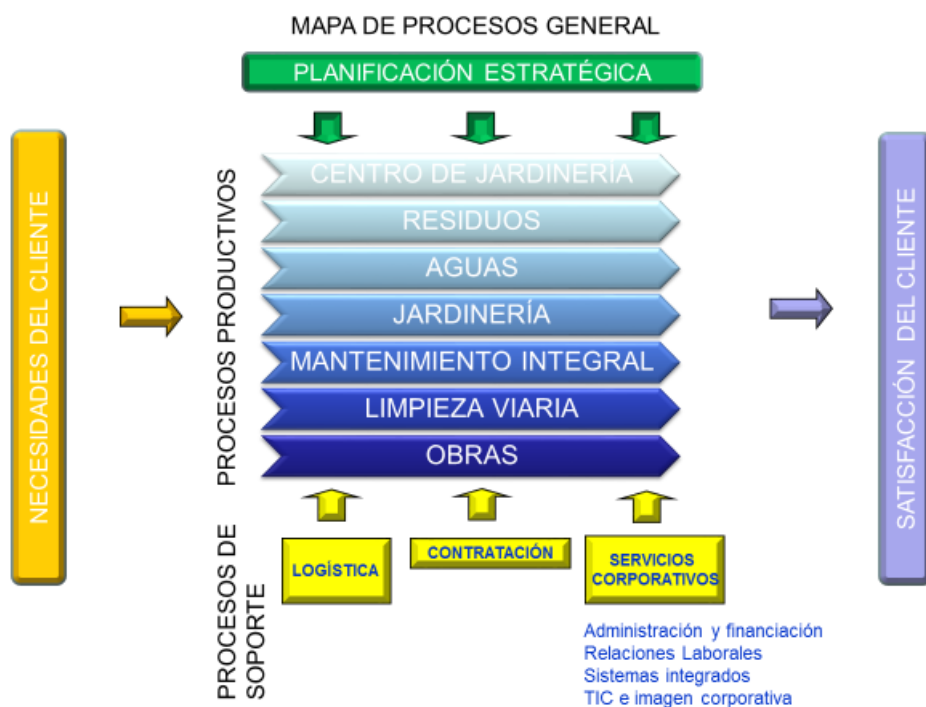 MAPA DE PROCESOS GENERAL
PLANIFICACIÓN ESTRATÉGICA
NECESIDADES DEL CLIENTE
PROCESOS PRODUCTIVOS
CENTRO DE JARDINERÍA
RESIDUOS
AGUAS
JARDINERÍA
MANTENIMIENTO INTEGRAL
LIMPIEZA VIARIA
OBRAS
SATISFACCIÓN DEL CLIENTE
PROCESOS DE
SOPORTE
LOGÍSTICA
CONTRATACIÓN
SERVICIOS
CORPORATIVOS
Administración y financiación
Relaciones Laborales
Sistemas integrados
TIC e imagen corporativa